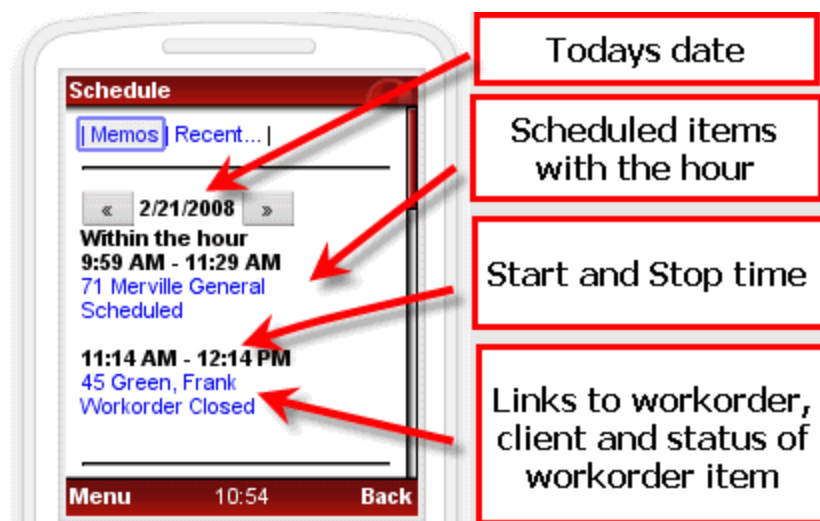 Schedule
| Memos | Recent... |
« 2/21/2008 »
Within the hour
9:59 AM - 11:29 AM
71 Merville General
Scheduled
11:14 AM - 12:14 PM
45 Green, Frank
Workorder Closed
Menu 10:54 Back
Todays date
Scheduled items
with the hour
Start and Stop time
Links to workorder,
client and status of
workorder item